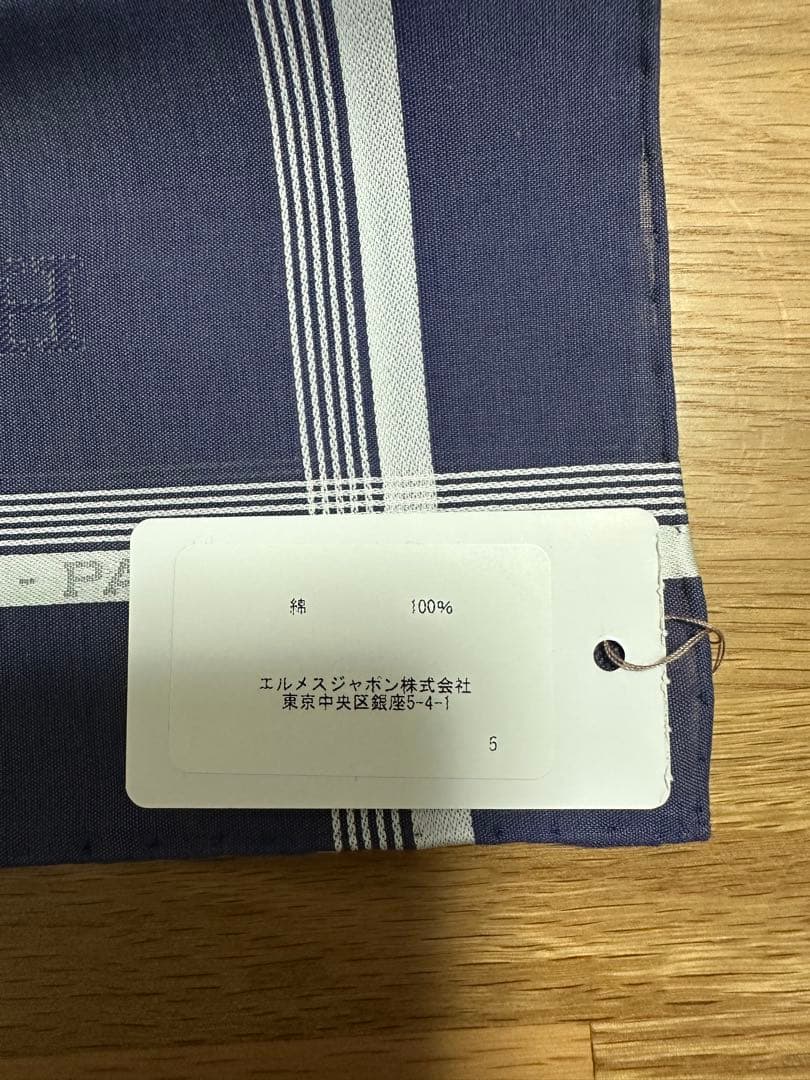 H
- PA
綿 100%
エルメスジャポン株式会社
東京中央区銀座5-4-1
6